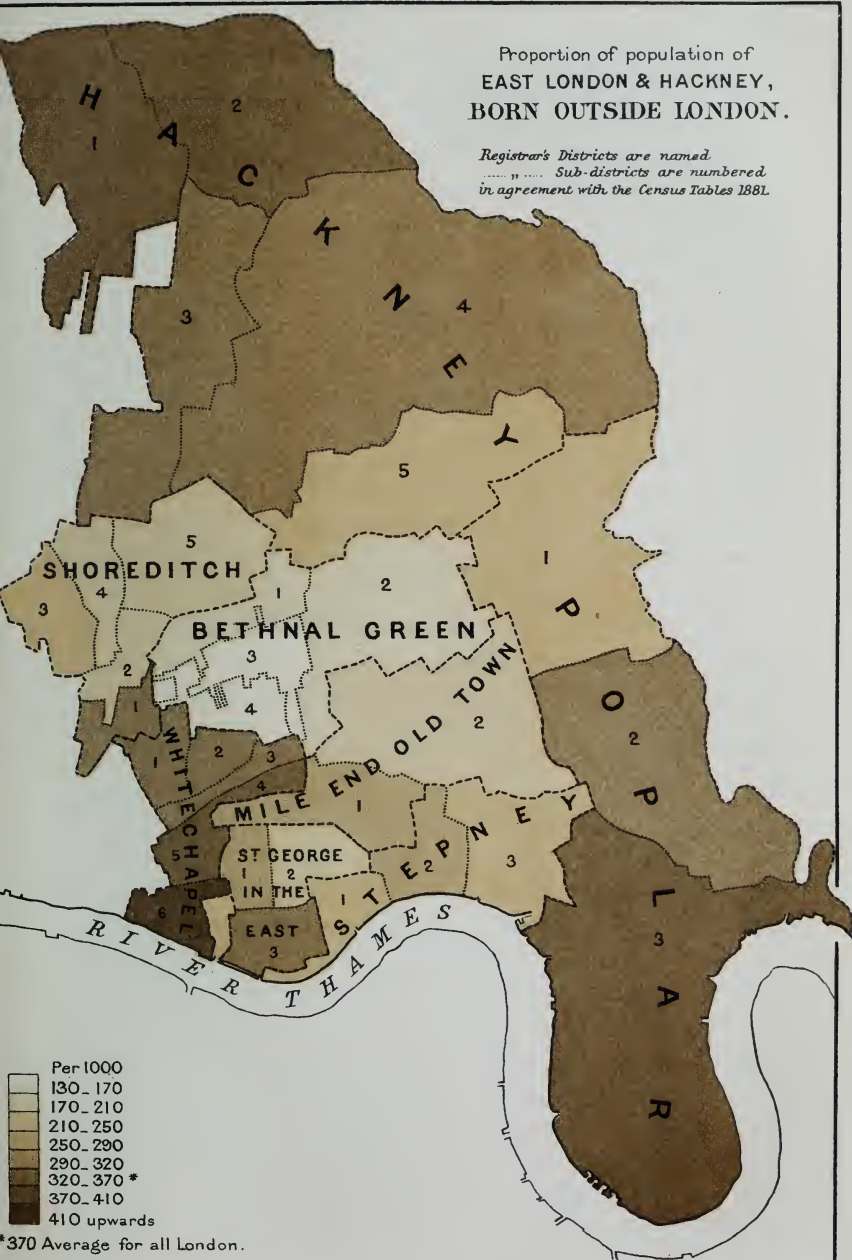 Proportion of population of
EAST LONDON & HACKNEY,
BORN OUTSIDE LONDON.
Registrar's Districts are named
...... „ ..... Sub-districts are numbered
in agreement with the Census Tables 1881.
HACKNEY
1
2
3
4
5
SHOREDITCH
5
4
3
2
1
BETHNAL GREEN
1
2
3
4
WHITECHAPEL
1
2
3
4
5
6
MILE END OLD TOWN
1
2
ST GEORGE
IN THE
EAST
1
2
3
STEPNEY
1
2
3
POPLAR
1
2
3
RIVER THAMES
Per 1000
130_170
170_210
210_250
250_290
290_320
320_370 *
370_410
410 upwards
*370 Average for all London.